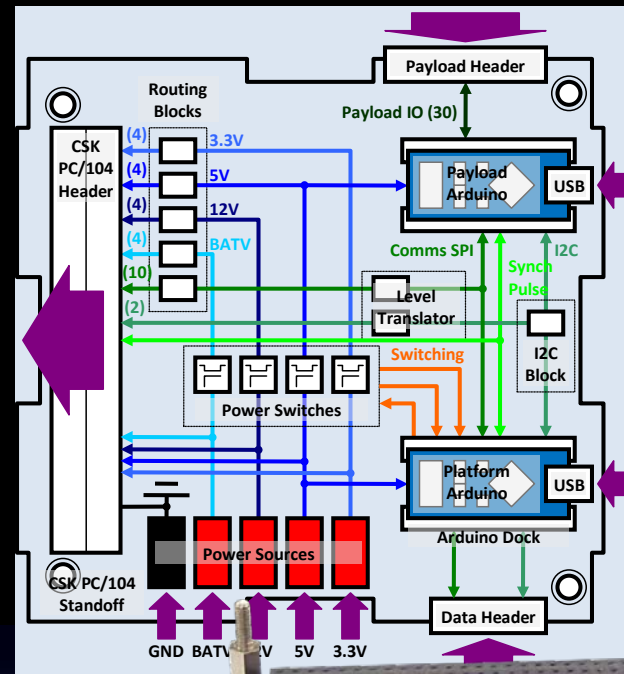 Payload Header
Routing
Blocks
Payload IO (30)
CSK
PC/104
Header
(4)
3.3V
(4)
5V
(4)
12V
(4)
BATV
(10)
(2)
Payload
Arduino
USB
Comms SPI
I2C
Synch
Pulse
Level
Translator
I2C
Block
Switching
Power Switches
Platform
Arduino
USB
Arduino Dock
Power Sources
CSK PC/104
Standoff
Data Header
GND
BATV
5V
3.3V